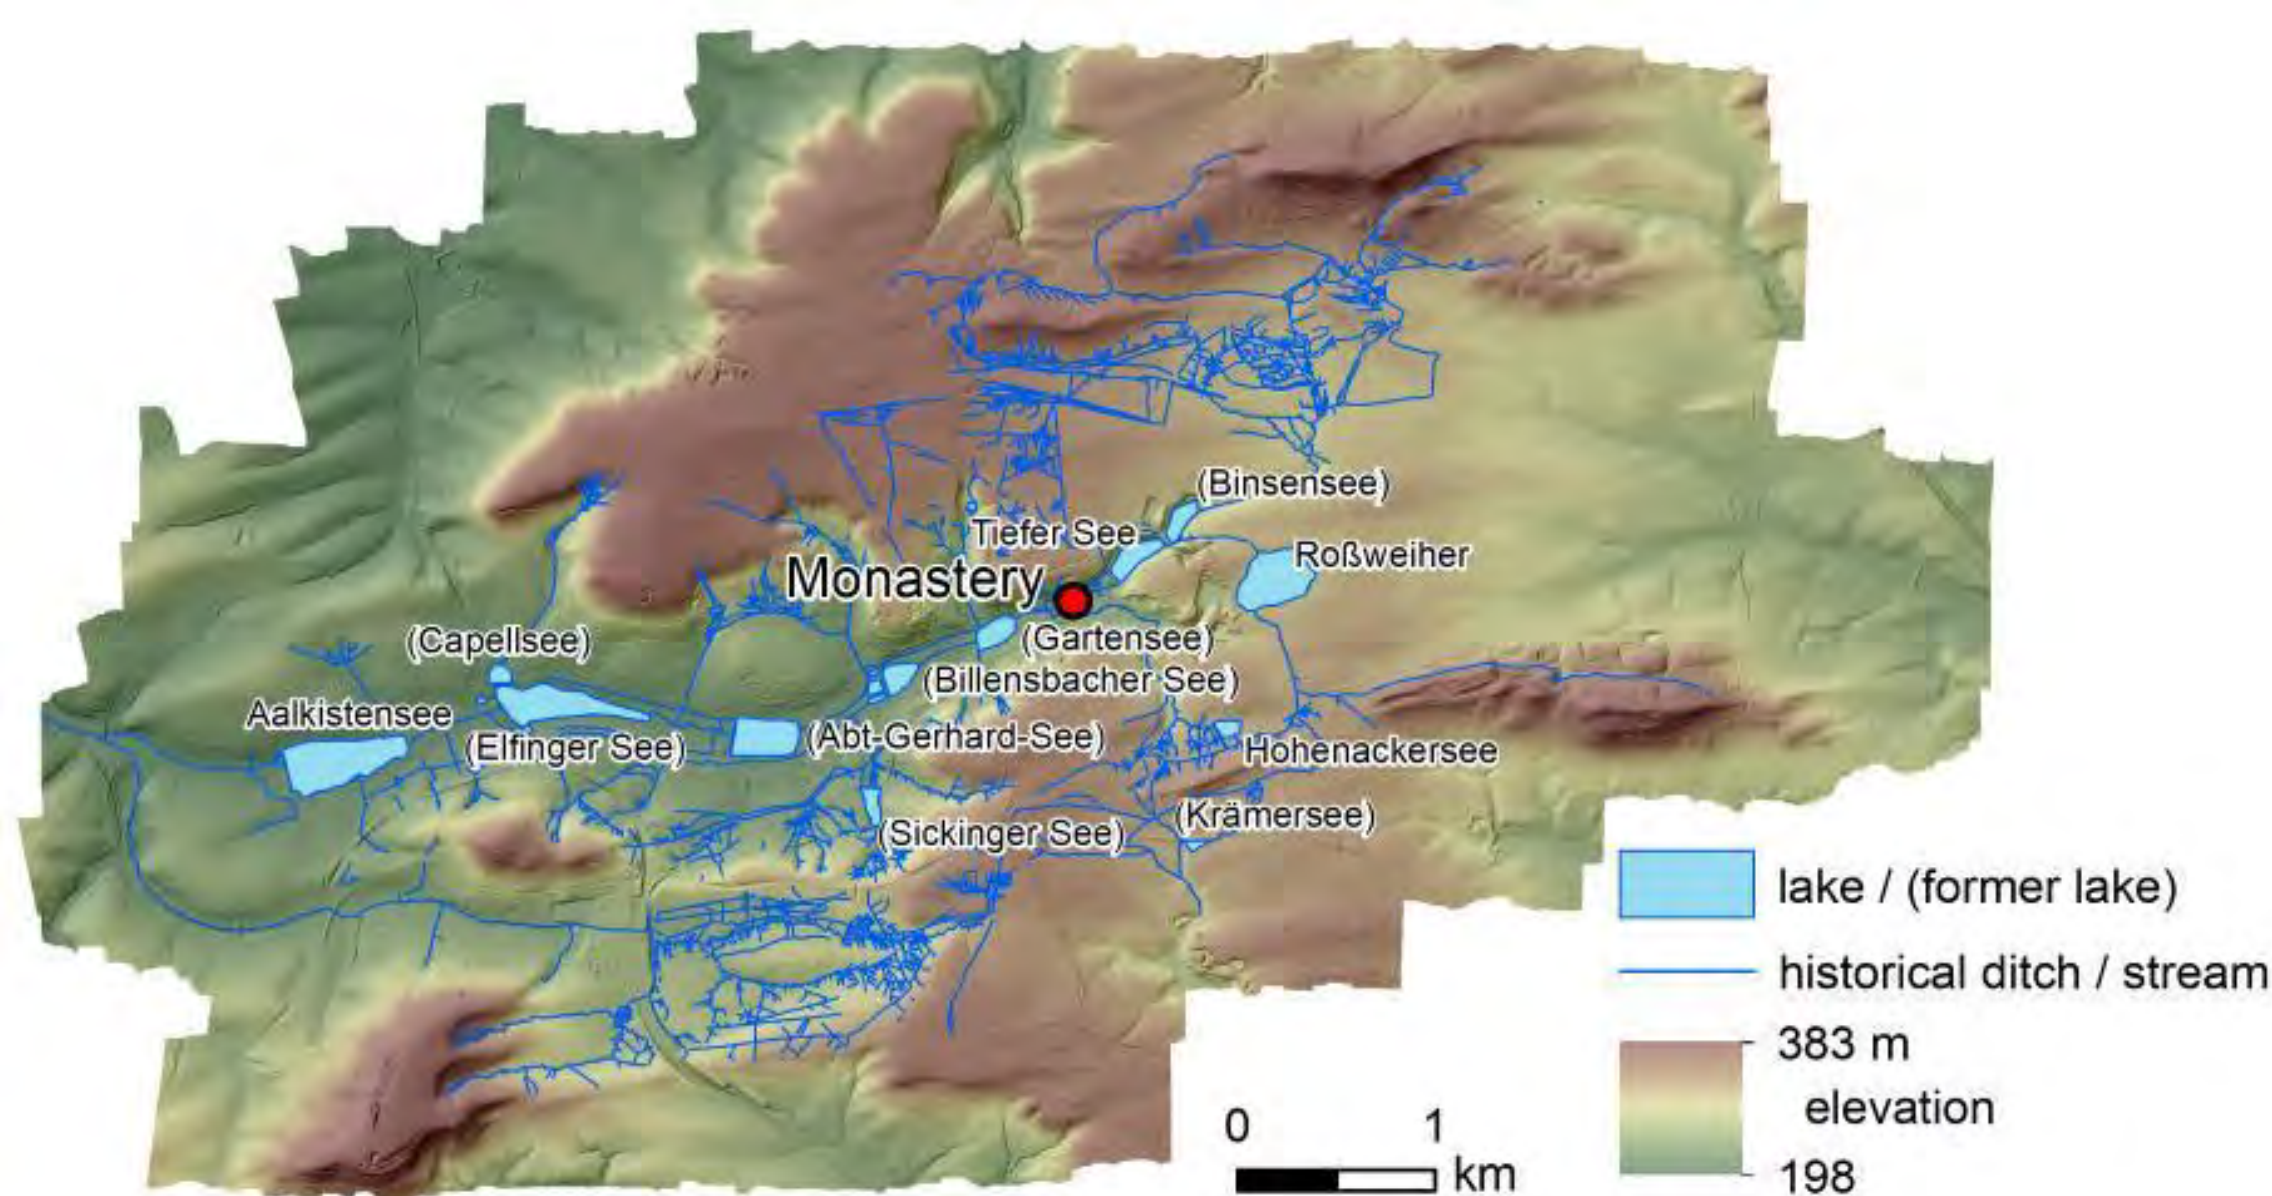 (Binsensee)
Tiefer See
Roßweiher
Monastery
(Capellsee)
(Gartensee)
(Billensbacher See)
Aalkistensee
(Elfinger See)
(Abt-Gerhard-See)
Hohenackersee
(Krämersee)
(Sickinger See)
lake / (former lake)
historical ditch / stream
383 m
elevation
198
0 1
km